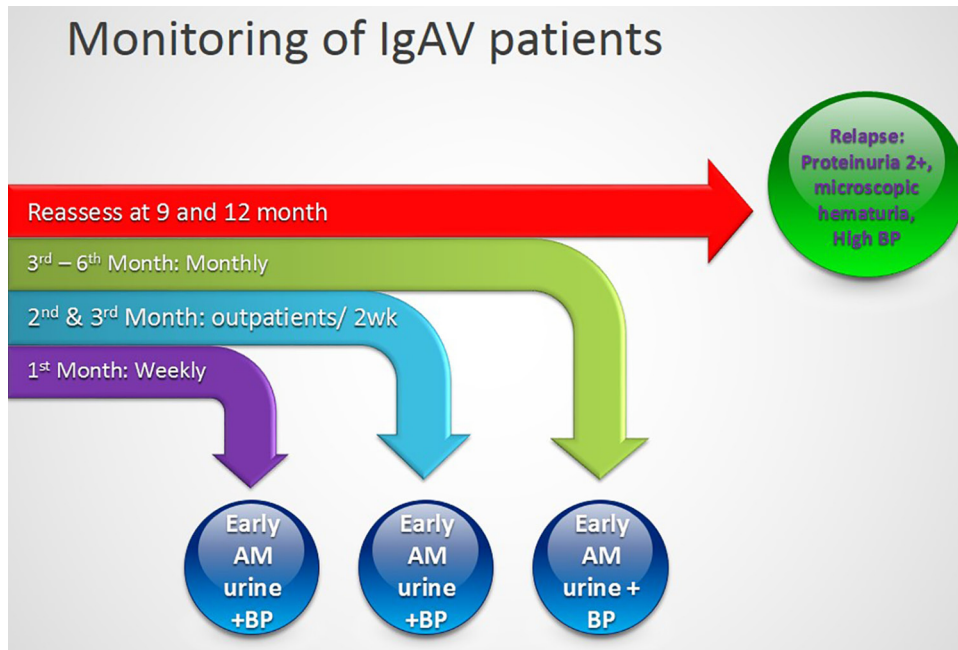 Monitoring of IgAV patients
Relapse:
Proteinuria 2+,
microscopic
hematuria,
High BP
Reassess at 9 and 12 month
3rd – 6th Month: Monthly
2nd & 3rd Month: outpatients/ 2wk
1st Month: Weekly
Early
AM
urine
+BP
Early
AM
urine
+BP
Early
AM
urine +
BP